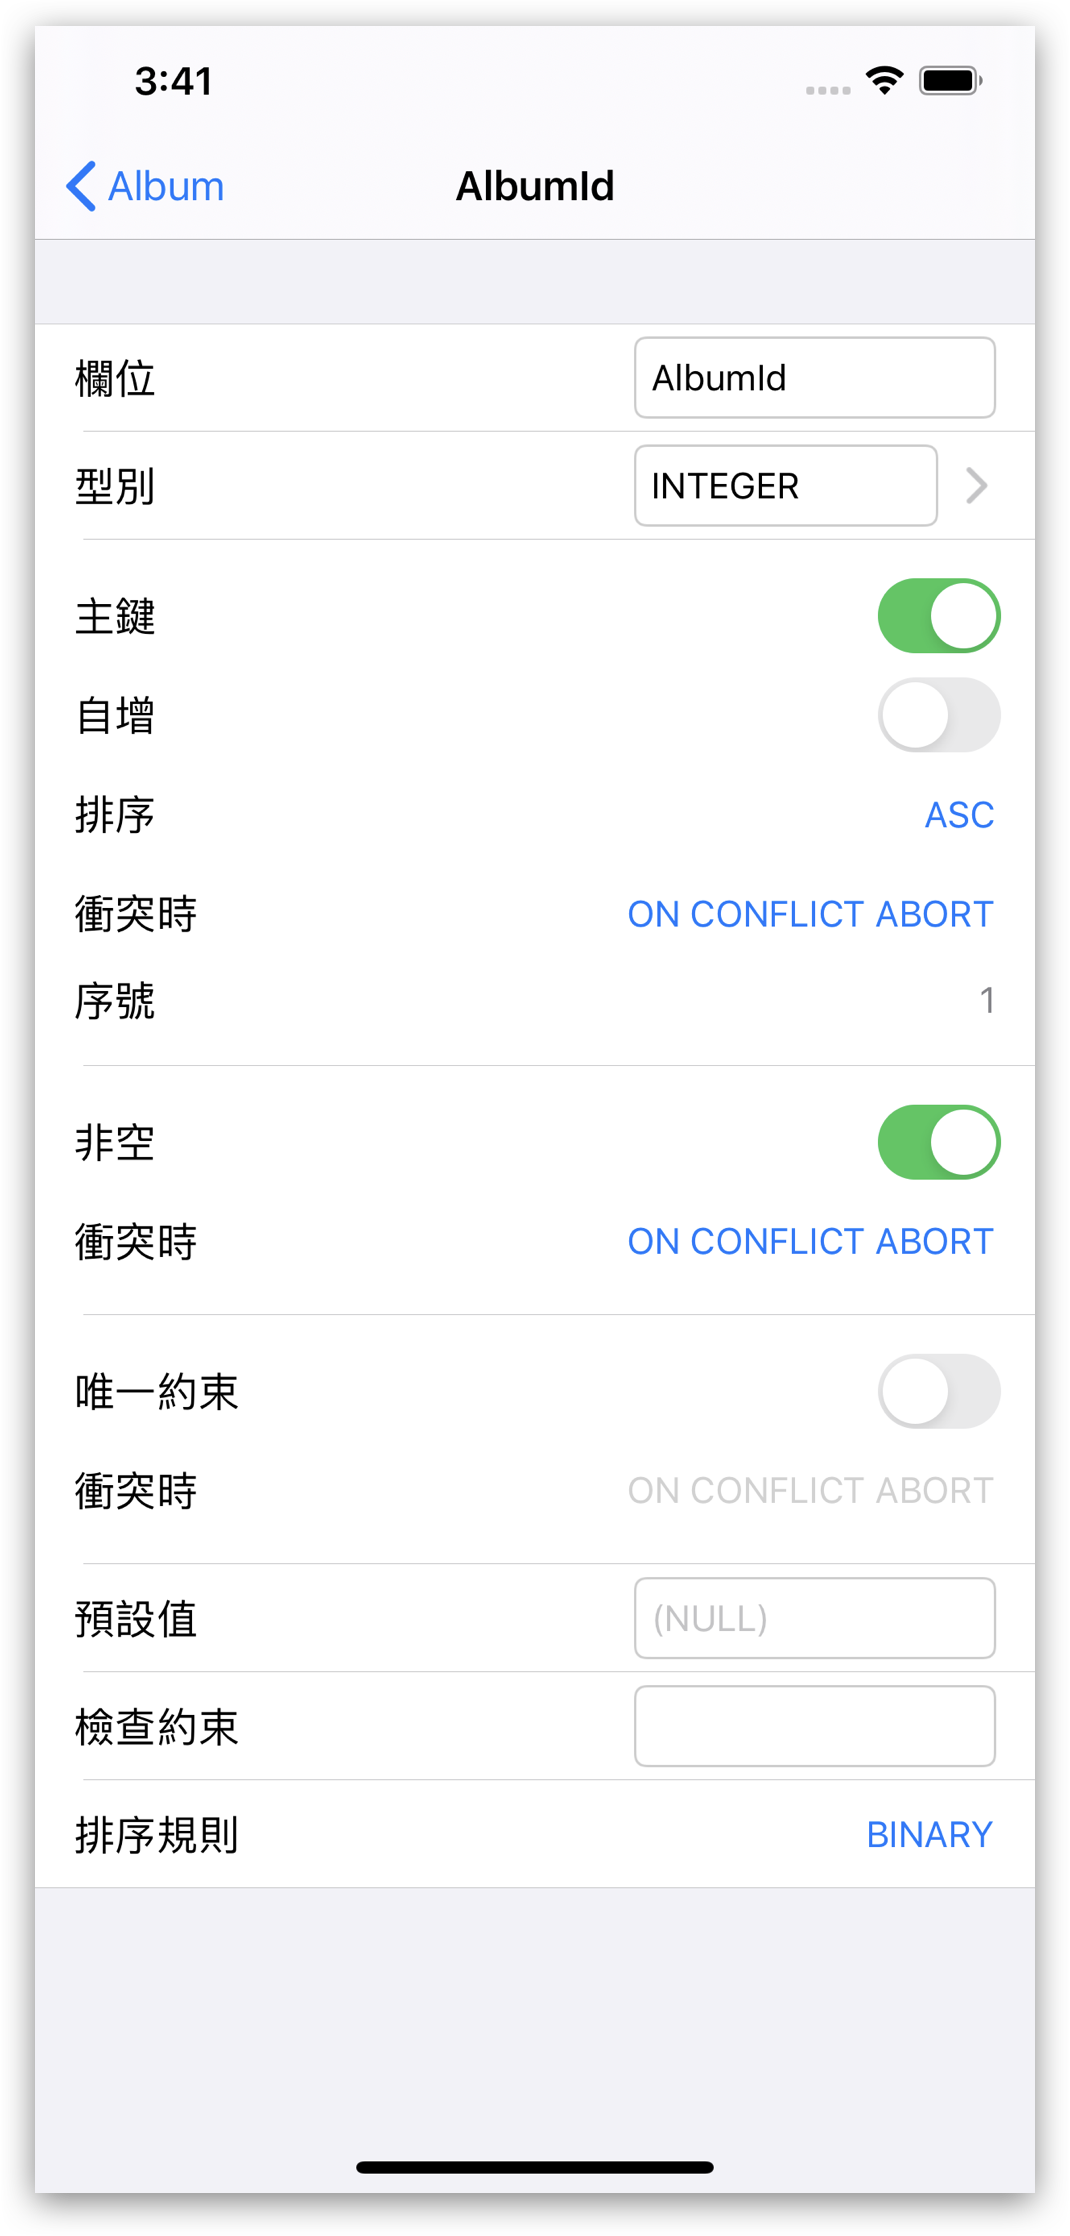 3:41
Album
AlbumId
欄位 AlbumId
型別 INTEGER
主鍵
自增
排序 ASC
衝突時 ON CONFLICT ABORT
序號 1
非空
衝突時 ON CONFLICT ABORT
唯一約束
衝突時 ON CONFLICT ABORT
預設值 (NULL)
檢查約束
排序規則 BINARY